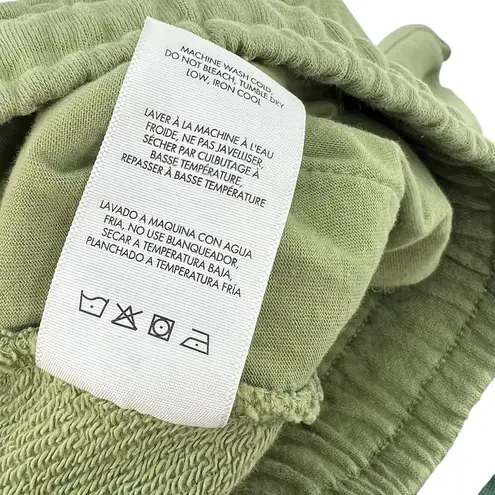 MACHINE WASH COLD
DO NOT BLEACH, TUMBLE DRY
LOW, IRON COOL
LAVER À LA MACHINE À L'EAU
FROIDE, NE PAS JAVELLISER,
SÉCHER PAR CULBUTAGE À
BASSE TEMPÉRATURE,
REPASSER À BASSE TEMPÉRATURE
LAVADO A MAQUINA CON AGUA
FRIA, NO USE BLANQUEADOR,
SECAR A TEMPERATURA BAJA,
PLANCHADO A TEMPERATURA
FRÍA